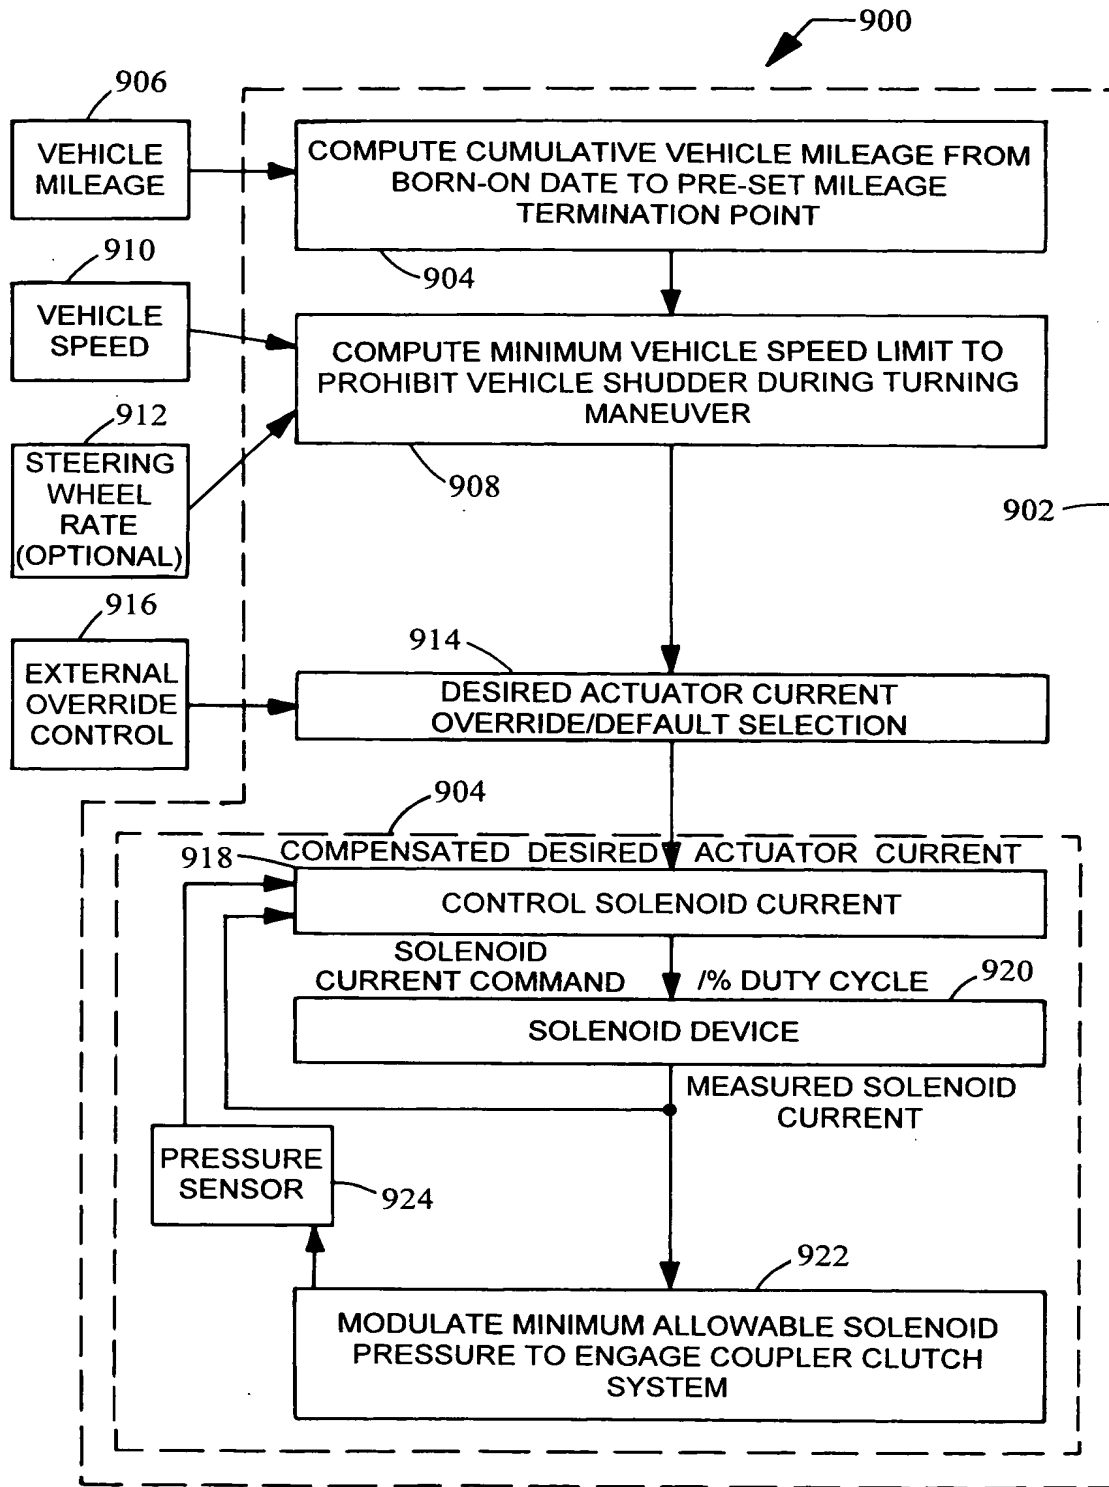 900
906
VEHICLE
MILEAGE
COMPUTE CUMULATIVE VEHICLE MILEAGE FROM
BORN-ON DATE TO PRE-SET MILEAGE
TERMINATION POINT
904
910
VEHICLE
SPEED
COMPUTE MINIMUM VEHICLE SPEED LIMIT TO
PROHIBIT VEHICLE SHUDDER DURING TURNING
MANEUVER
908
912
STEERING
WHEEL
RATE
(OPTIONAL)
902
916
EXTERNAL
OVERRIDE
CONTROL
914
DESIRED ACTUATOR CURRENT
OVERRIDE/DEFAULT SELECTION
904
COMPENSATED DESIRED ACTUATOR CURRENT
918
CONTROL SOLENOID CURRENT
SOLENOID
CURRENT COMMAND /% DUTY CYCLE
920
SOLENOID DEVICE
MEASURED SOLENOID
CURRENT
PRESSURE
SENSOR
924
922
MODULATE MINIMUM ALLOWABLE SOLENOID
PRESSURE TO ENGAGE COUPLER CLUTCH
SYSTEM